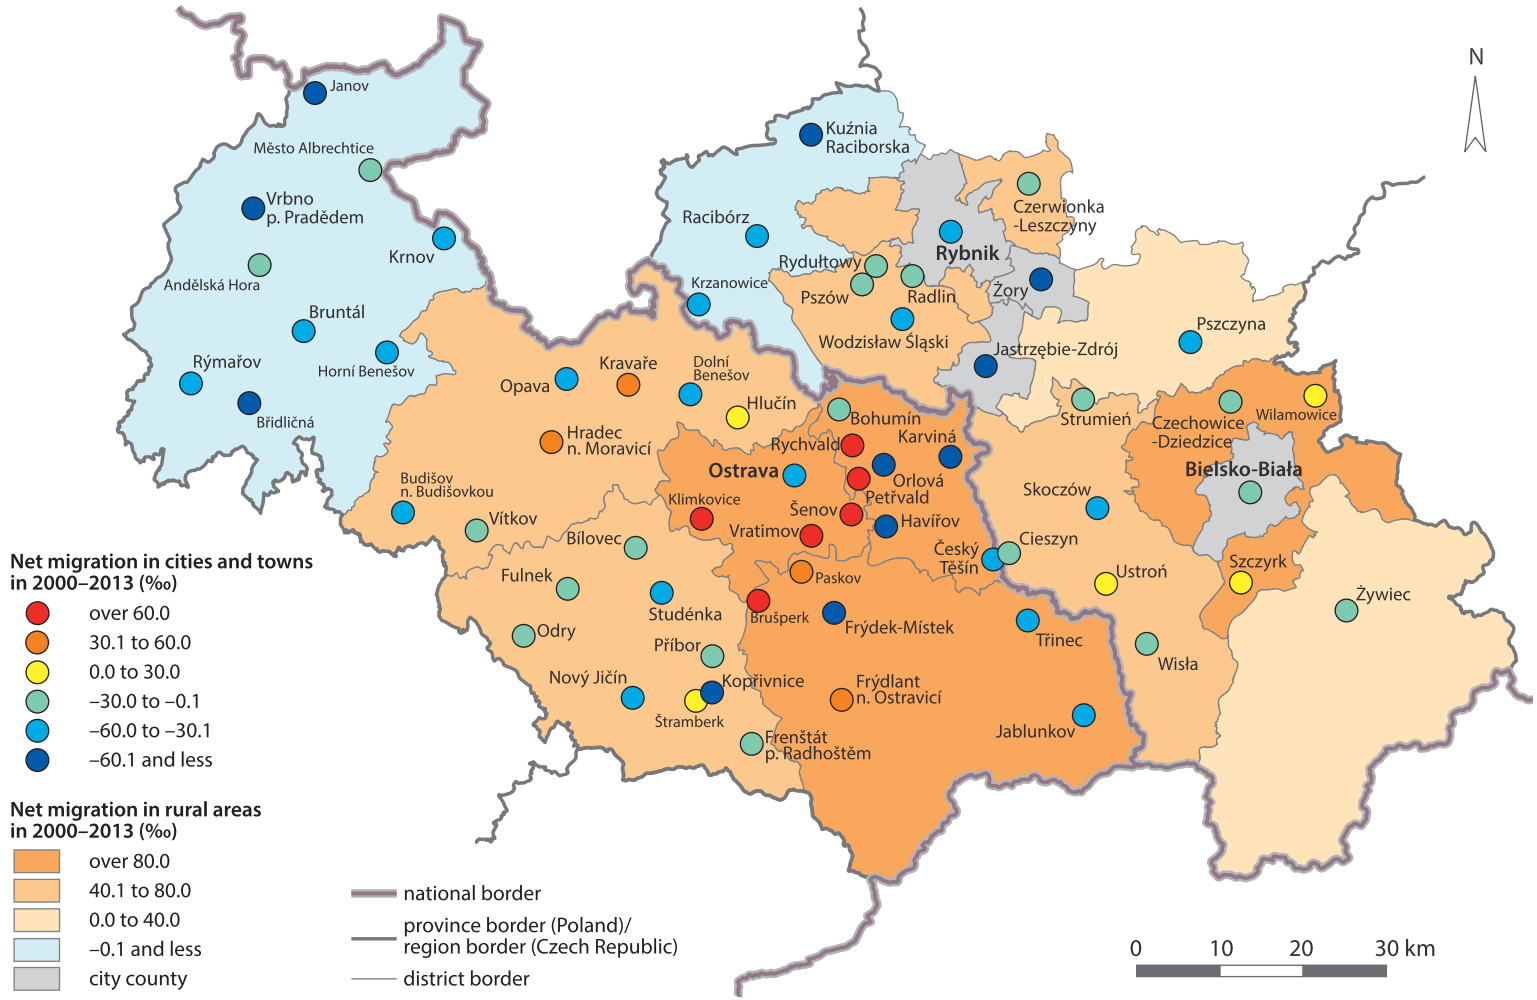 Janov
N
Město Albrechtice
Kuźnia
Raciborska
Vrbno
p. Pradědem
Krnov
Racibórz
Czerwionka
-Leszczyny
Rybnik
Andělská Hora
Rydułtowy
Krzanowice
Pszów
Radlin
Żory
Bruntál
Pszczyna
Wodzisław Śląski
Jastrzębie-Zdrój
Rýmařov
Horní Benešov
Kravaře
Dolní
Benešov
Opava
Břidličná
Hlučín
Bohumín
Strumień
Czechowice
-Dziedzice
Wilamowice
Hradec
n. Moravicí
Rychvald
Karviná
Ostrava
Orlová
Petřvald
Bielsko-Biała
Budišov
n. Budišovkou
Klimkovice
Skoczów
Vítkov
Šenov
Havířov
Vratimov
Bílovec
Český
Těšín
Cieszyn
Fulnek
Paskov
Ustroń
Szczyrk
Studénka
Brušperk
Frýdek-Místek
Żywiec
Odry
Třinec
Příbor
Wisła
Nový Jičín
Kopřivnice
Frýdlant
n. Ostravicí
Štramberk
Jablunkov
Frenštát
p. Radhoštěm
Net migration in cities and towns
in 2000–2013 (‰)
over 60.0
30.1 to 60.0
0.0 to 30.0
–30.0 to –0.1
–60.0 to –30.1
–60.1 and less
Net migration in rural areas
in 2000–2013 (‰)
over 80.0
40.1 to 80.0
0.0 to 40.0
–0.1 and less
city county
national border
province border (Poland)/
region border (Czech Republic)
district border
0 10 20 30 km